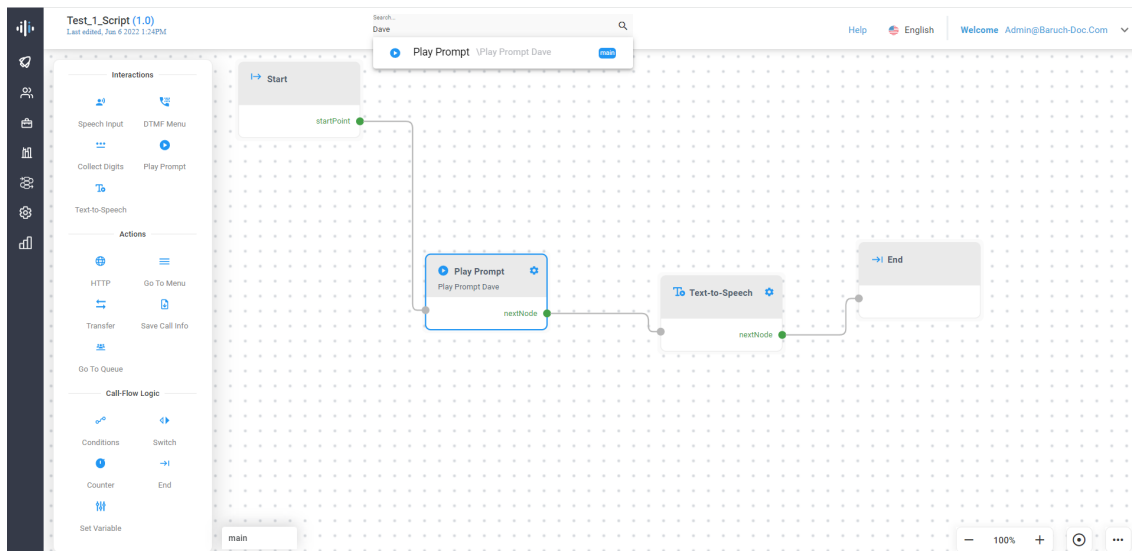 Test_1_Script (1.0)
Last edited, Jun 6 2022 1:24PM
Search...
Dave
Help
English
Welcome Admin@Baruch-Doc.Com
Play Prompt \Play Prompt Dave
main
Interactions
Speech Input
DTMF Menu
Collect Digits
Play Prompt
Text-to-Speech
Actions
HTTP
Go To Menu
Transfer
Save Call Info
Go To Queue
Call-Flow Logic
Conditions
Switch
Counter
End
Set Variable
Start
startPoint
Play Prompt
Play Prompt Dave
nextNode
Text-to-Speech
nextNode
End
main
100%